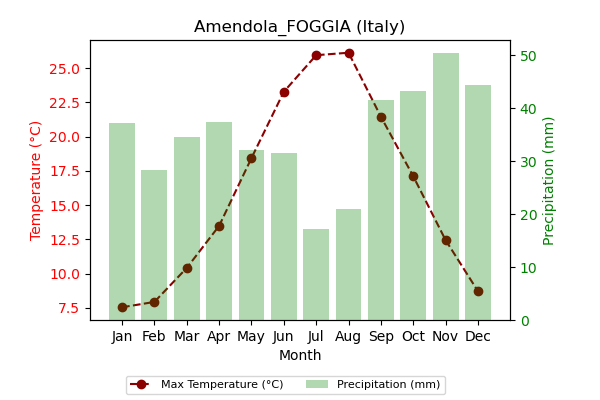 Amendola_FOGGIA (Italy)
Temperature (°C)
25.0
22.5
20.0
17.5
15.0
12.5
10.0
7.5
50
40
30
20
10
0
Precipitation (mm)
Jan Feb Mar Apr May Jun Jul Aug Sep Oct Nov Dec
Month
Max Temperature (°C) Precipitation (mm)